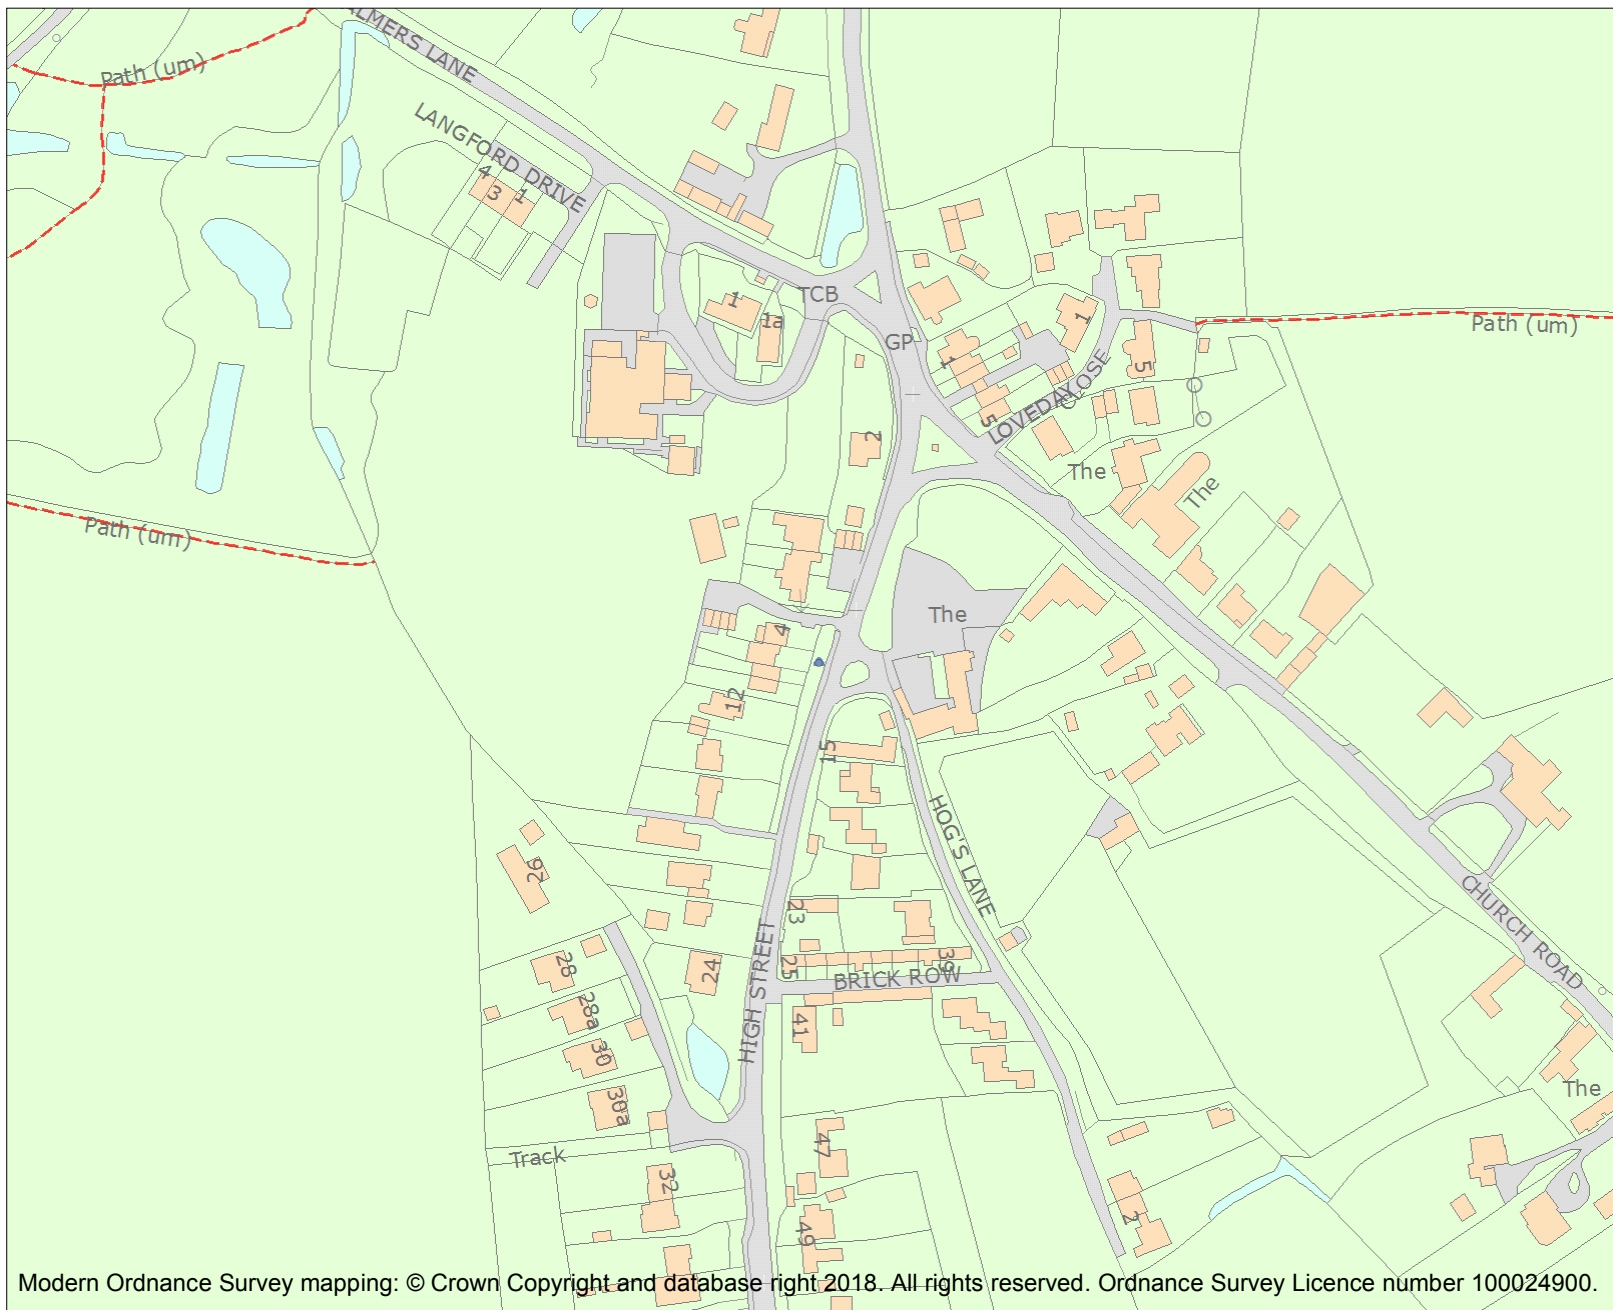 ALMERS LANE
Path (um)
LANGFORD DRIVE
4
3
1
TCB
1
1a
GP
1
Path (um)
1
5
LOVEDAY CLOSE
5
2
The
The
Path (um)
The
4
12
15
HOG'S LANE
26
CHURCH ROAD
23
HIGH STREET
25
39
BRICK ROW
24
28
28a
41
30
30a
The
47
Track
32
2
49
Modern Ordnance Survey mapping: © Crown Copyright and database right 2018. All rights reserved. Ordnance Survey Licence number 100024900.